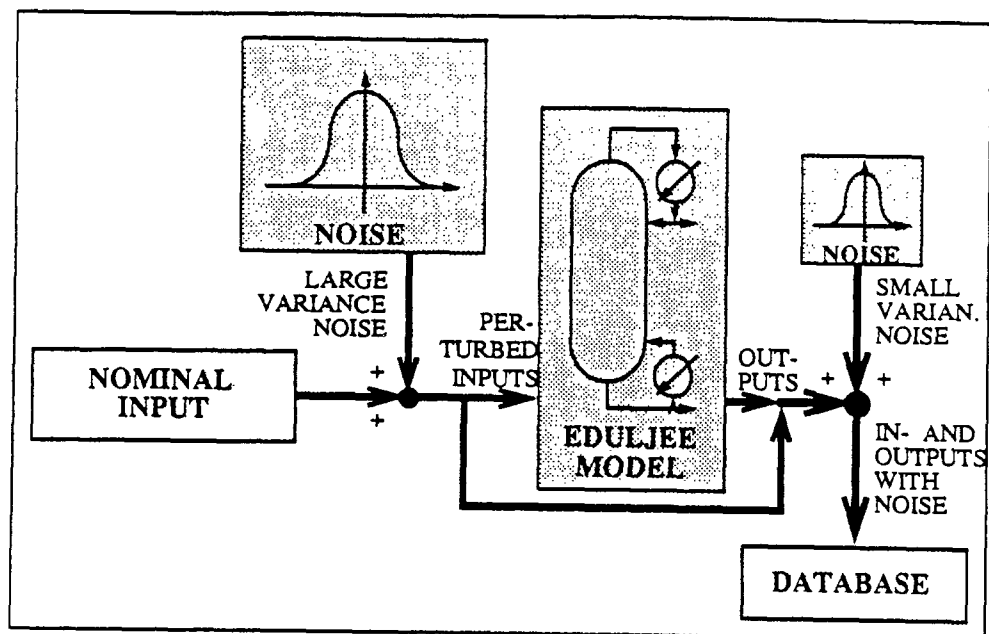 NOISE
LARGE
VARIANCE
NOISE
NOMINAL
INPUT
+
+
PER-
TURBED
INPUTS
EDULJEE
MODEL
OUT-
PUTS
NOISE
SMALL
VARIAN.
NOISE
+ +
IN- AND
OUTPUTS
WITH
NOISE
DATABASE